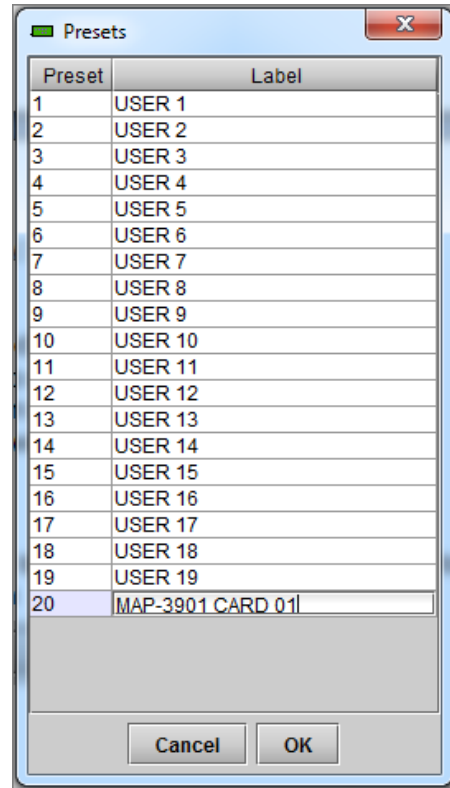 Presets
Preset Label
1 USER 1
2 USER 2
3 USER 3
4 USER 4
5 USER 5
6 USER 6
7 USER 7
8 USER 8
9 USER 9
10 USER 10
11 USER 11
12 USER 12
13 USER 13
14 USER 14
15 USER 15
16 USER 16
17 USER 17
18 USER 18
19 USER 19
20 MAP-3901 CARD 01
Cancel OK